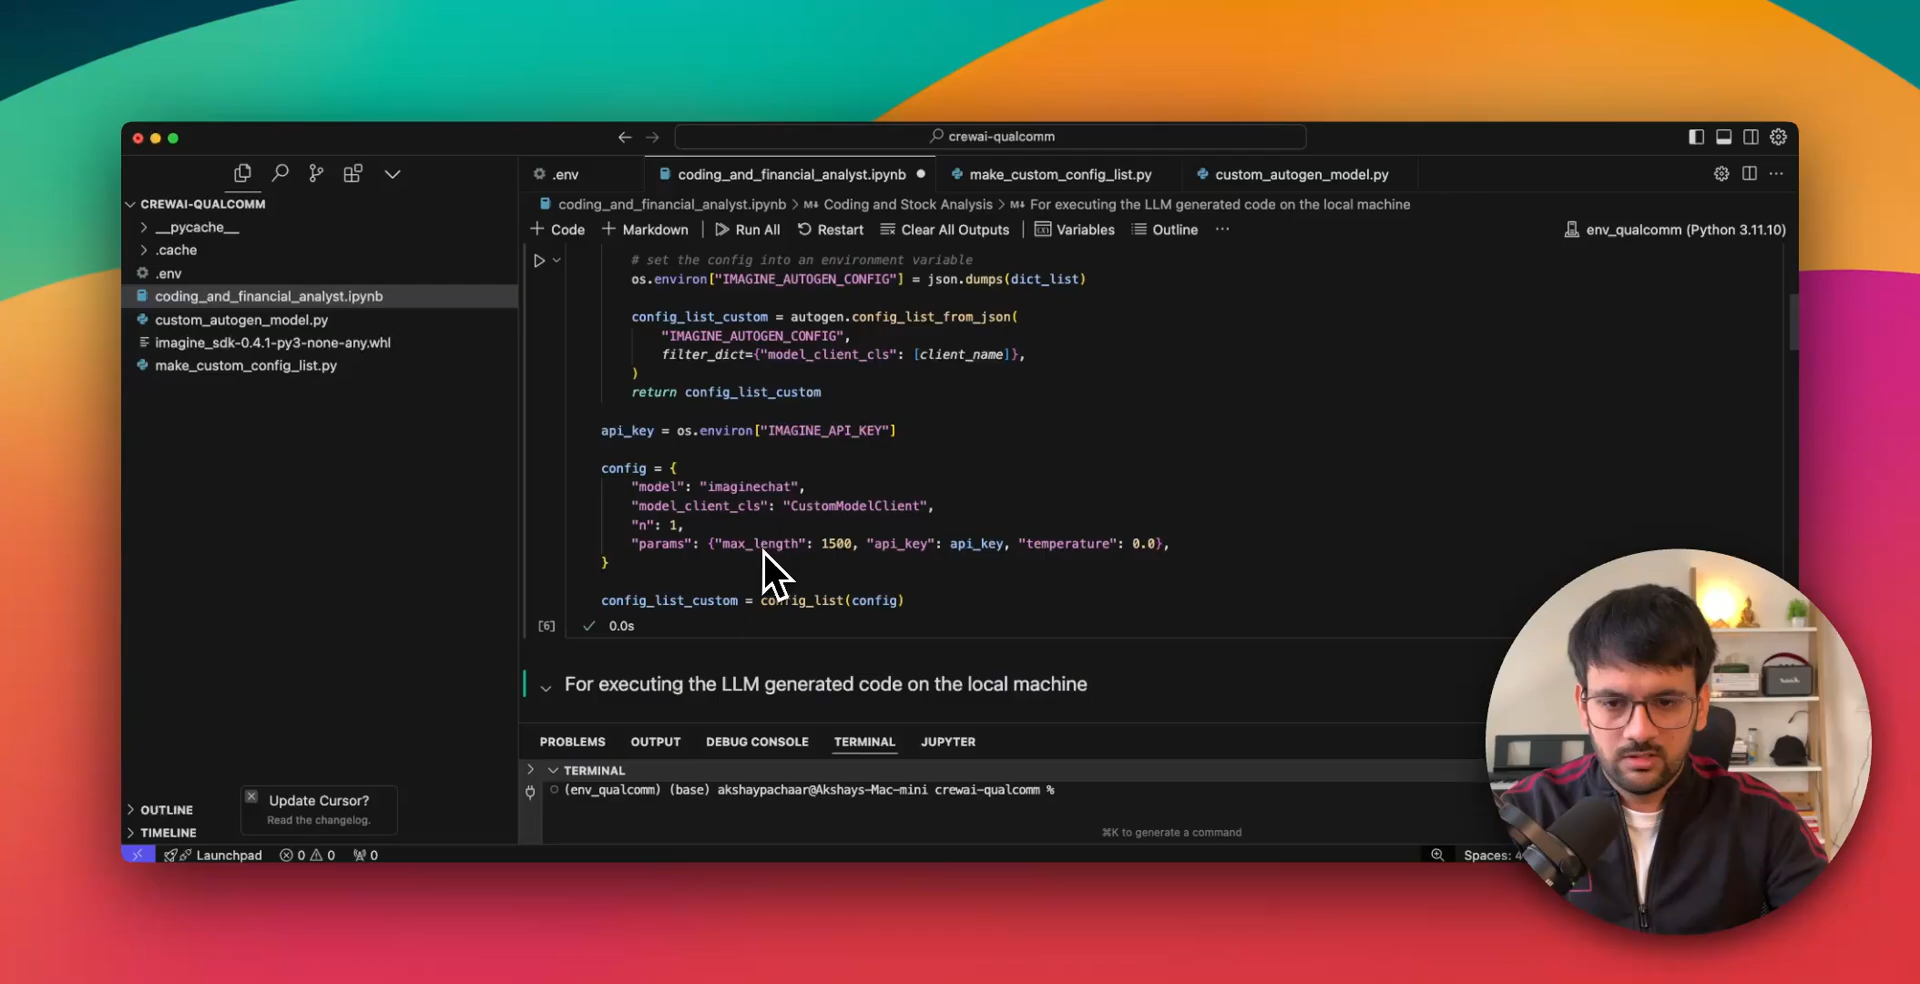 crewai-qualcomm
.env
coding_and_financial_analyst.ipynb
make_custom_config_list.py
custom_autogen_model.py
CREWAI-QUALCOMM
__pycache__
.cache
.env
coding_and_financial_analyst.ipynb
custom_autogen_model.py
imagine_sdk-0.4.1-py3-none-any.whl
make_custom_config_list.py
coding_and_financial_analyst.ipynb > M↓ Coding and Stock Analysis > M↓ For executing the LLM generated code on the local machine
+ Code + Markdown Run All Restart Clear All Outputs Variables Outline ... env_qualcomm (Python 3.11.10)
# set the config into an environment variable
os.environ["IMAGINE_AUTOGEN_CONFIG"] = json.dumps(dict_list)
config_list_custom = autogen.config_list_from_json(
"IMAGINE_AUTOGEN_CONFIG",
filter_dict={"model_client_cls": [client_name]},
)
return config_list_custom
api_key = os.environ["IMAGINE_API_KEY"]
config = {
"model": "imaginechat",
"model_client_cls": "CustomModelClient",
"n": 1,
"params": {"max_length": 1500, "api_key": api_key, "temperature": 0.0},
}
config_list_custom = config_list(config)
[6] 0.0s
For executing the LLM generated code on the local machine
PROBLEMS OUTPUT DEBUG CONSOLE TERMINAL JUPYTER
TERMINAL
(env_qualcomm) (base) akshaypachaar@Akshays-Mac-mini crewai-qualcomm %
⌘K to generate a command
OUTLINE
TIMELINE
Update Cursor?
Read the changelog.
Launchpad 0 0 0
Spaces: 4